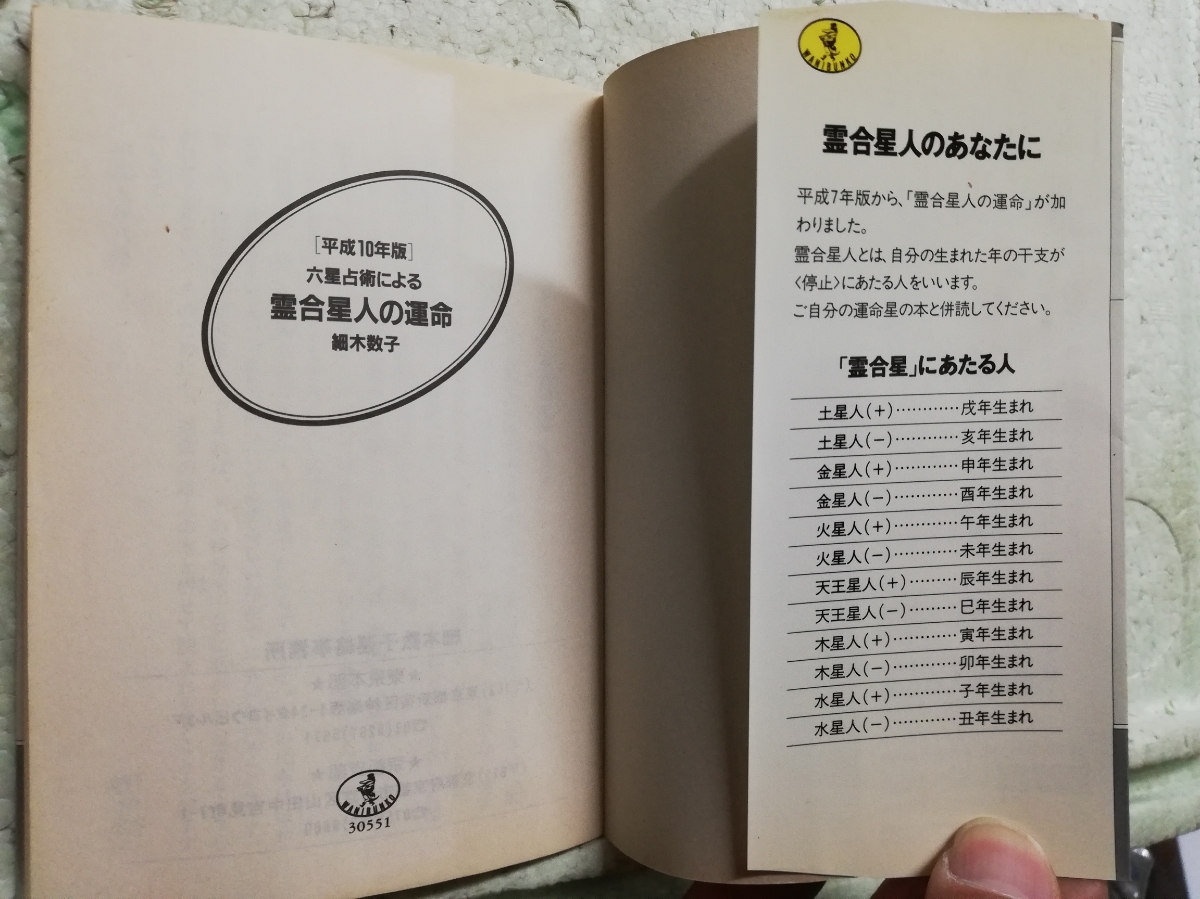 [平成10年版]
六星占術による
霊合星人の運命
細木数子
WANIBUNKO
30551
WANIBUNKO
霊合星人のあなたに
平成7年版から、「霊合星人の運命」が加
わりました。
霊合星人とは、自分の生まれた年の干支が
〈停止〉にあたる人をいいます。
ご自分の運命星の本と併読してください。
「霊合星」にあたる人
土星人(+)…………戌年生まれ
土星人(−)…………亥年生まれ
金星人(+)…………申年生まれ
金星人(−)…………酉年生まれ
火星人(+)…………午年生まれ
火星人(−)…………未年生まれ
天王星人(+)………辰年生まれ
天王星人(−)………巳年生まれ
木星人(+)…………寅年生まれ
木星人(−)…………卯年生まれ
水星人(+)…………子年生まれ
水星人(−)…………丑年生まれ